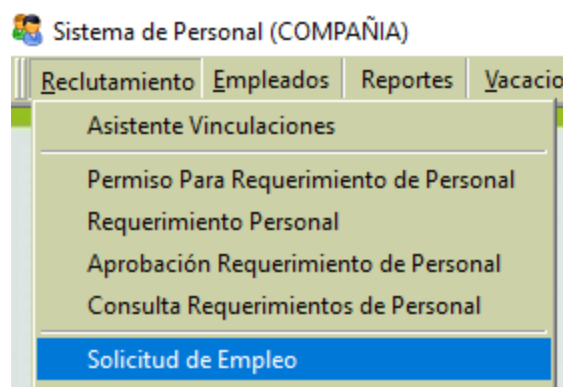 Sistema de Personal (COMPAÑIA)
Reclutamiento Empleados Reportes Vacacio
Asistente Vinculaciones
Permiso Para Requerimiento de Personal
Requerimiento Personal
Aprobación Requerimiento de Personal
Consulta Requerimientos de Personal
Solicitud de Empleo